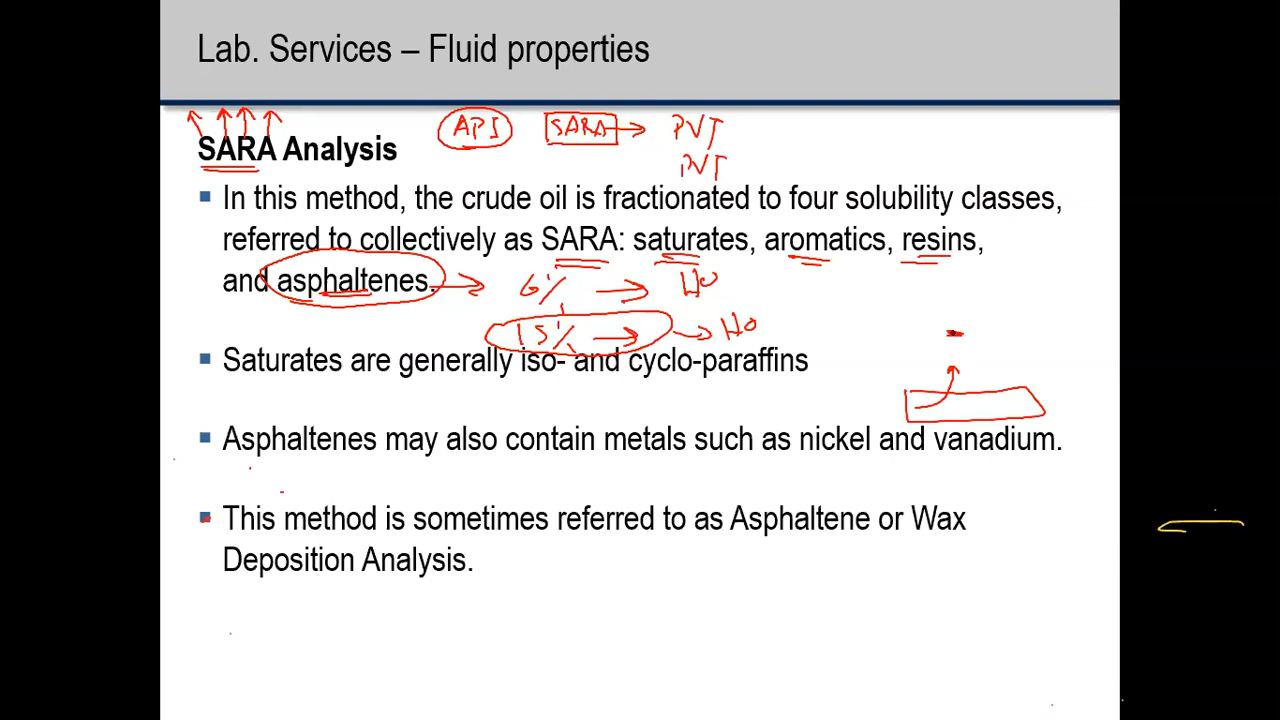 Lab. Services – Fluid properties
API SARA PVT
PVT
SARA Analysis
In this method, the crude oil is fractionated to four solubility classes,
referred to collectively as SARA: saturates, aromatics, resins,
and asphaltenes. 6% HO
15% HO
Saturates are generally iso- and cyclo-paraffins
Asphaltenes may also contain metals such as nickel and vanadium.
This method is sometimes referred to as Asphaltene or Wax
Deposition Analysis.